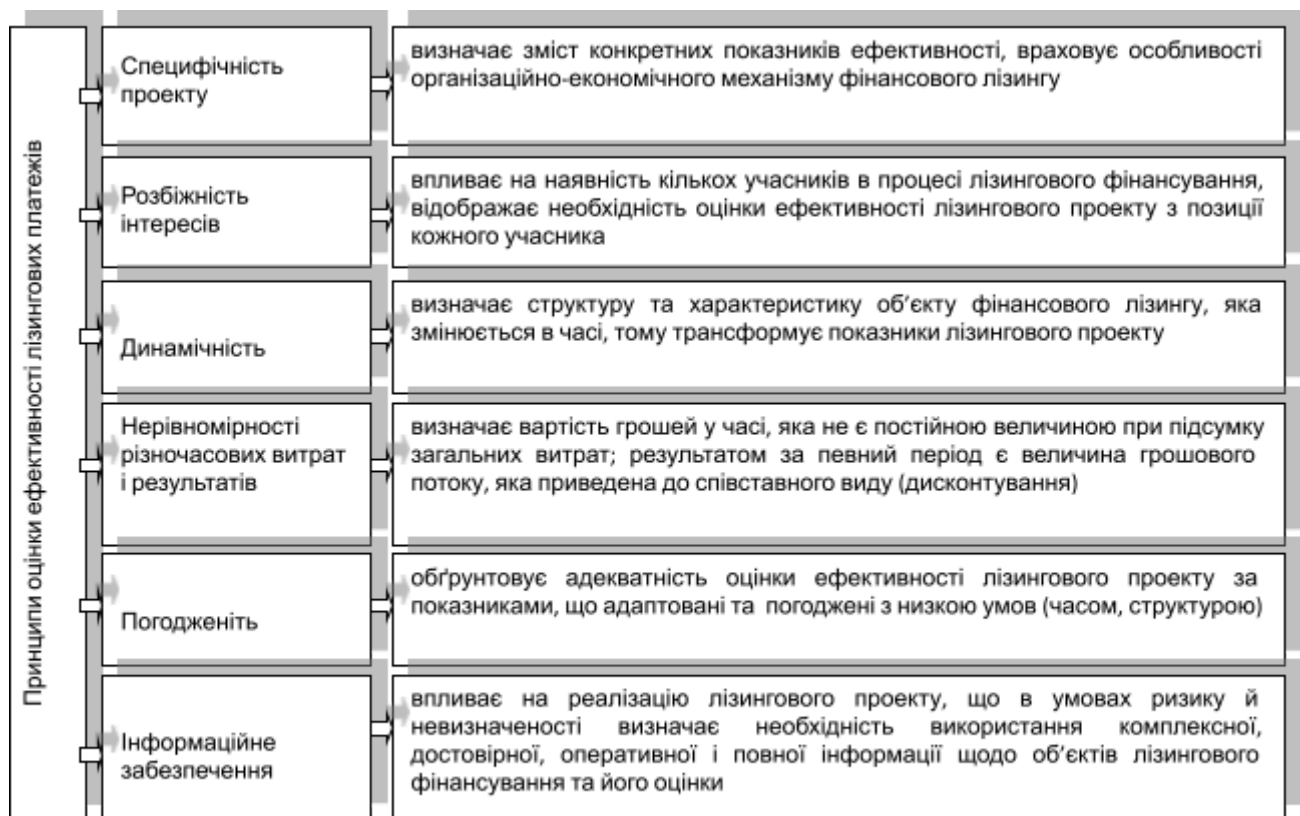 Принципи оцінки ефективності лізингових платежів
Специфічність
проекту
визначає зміст конкретних показників ефективності, враховує особливості
організаційно-економічного механізму фінансового лізингу
Розбіжність
інтересів
впливає на наявність кількох учасників в процесі лізингового фінансування,
відображає необхідність оцінки ефективності лізингового проекту з позиції
кожного учасника
Динамічність
визначає структуру та характеристику об’єкту фінансового лізингу, яка
змінюється в часі, тому трансформує показники лізингового проекту
Нерівномірності
різночасових витрат
і результатів
визначає вартість грошей у часі, яка не є постійною величиною при підсумку
загальних витрат; результатом за певний період є величина грошового
потоку, яка приведена до співставного виду (дисконтування)
Погодженіть
обґрунтовує адекватність оцінки ефективності лізингового проекту за
показниками, що адаптовані та погоджені з низкою умов (часом, структурою)
Інформаційне
забезпечення
впливає на реалізацію лізингового проекту, що в умовах ризику й
невизначеності визначає необхідність використання комплексної,
достовірної, оперативної і повної інформації щодо об’єктів лізингового
фінансування та його оцінки